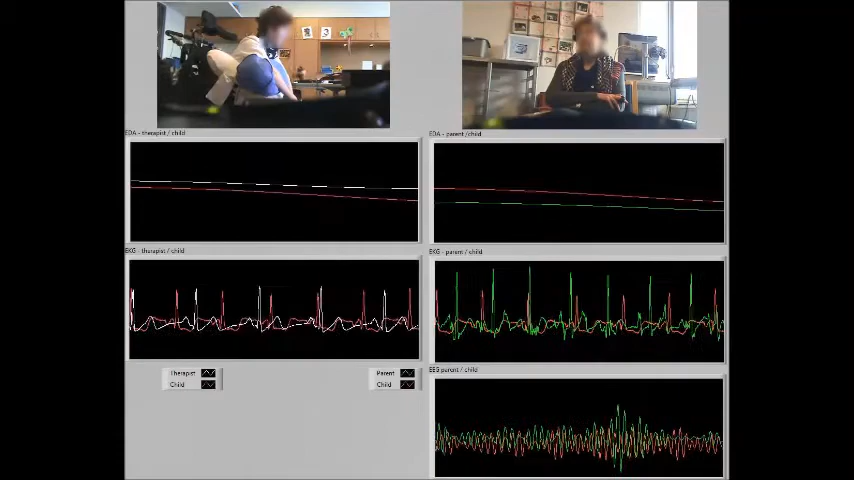 EDA - therapist / child
EDA - parent /child
EKG - therapist / child
EKG - parent / child
Therapist
Child
Parent
Child
EEG parent / child